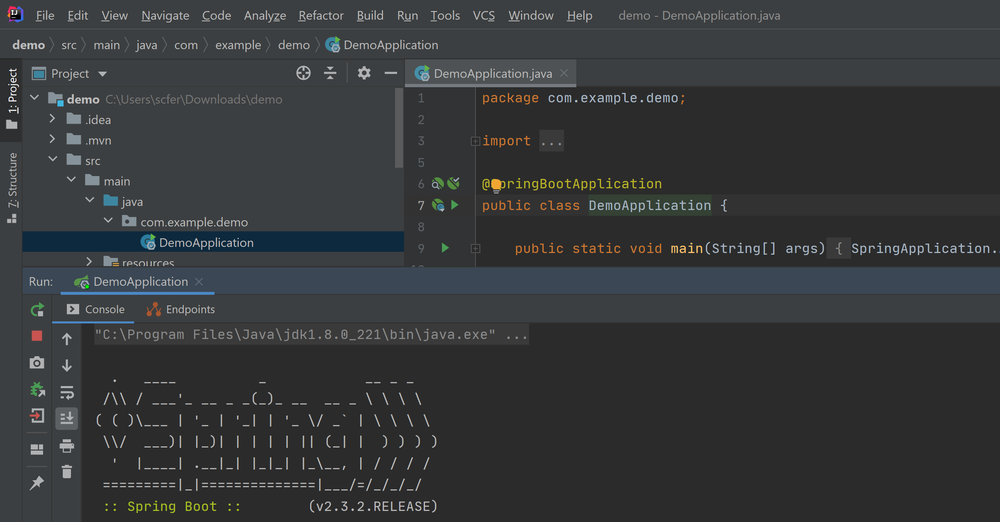 IJ File Edit View Navigate Code Analyze Refactor Build Run Tools VCS Window Help demo - DemoApplication.java
demo src main java com example demo DemoApplication
1: Project
7: Structure
Project
demo C:\Users\scfer\Downloads\demo
.idea
.mvn
src
main
java
com.example.demo
DemoApplication
resources
DemoApplication.java
1 package com.example.demo;
2
3 import ...
5
6 @SpringBootApplication
7 public class DemoApplication {
8
9 public static void main(String[] args) { SpringApplication.
Run: DemoApplication
Console Endpoints
"C:\Program Files\Java\jdk1.8.0_221\bin\java.exe" ...
  .   ____          _            __ _ _
 /\\ / ___'_ __ _ _(_)_ __  __ _ \ \ \ \
( ( )\___ | '_ | '_| | '_ \/ _` | \ \ \ \
 \\/  ___)| |_)| | | | | || (_| |  ) ) ) )
  '  |____| .__|_| |_|_| |_\__, | / / / /
 =========|_|==============|___/=/_/_/_/
 :: Spring Boot ::        (v2.3.2.RELEASE)